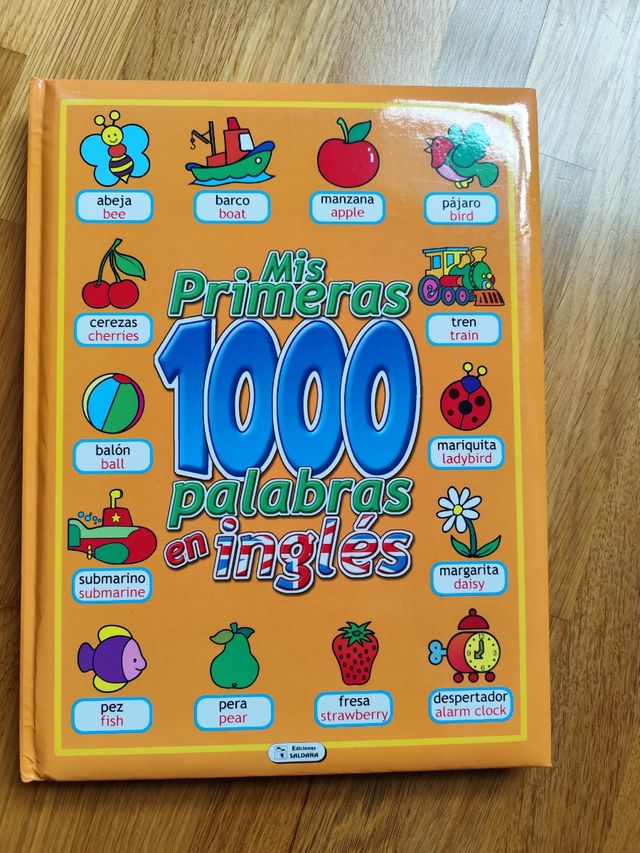 abeja
bee
barco
boat
manzana
apple
pájaro
bird
Mis
Primeras
1000
palabras
en inglés
cerezas
cherries
tren
train
balón
ball
mariquita
ladybird
submarino
submarine
margarita
daisy
pez
fish
pera
pear
fresa
strawberry
despertador
alarm clock
Ediciones
SALDAÑA